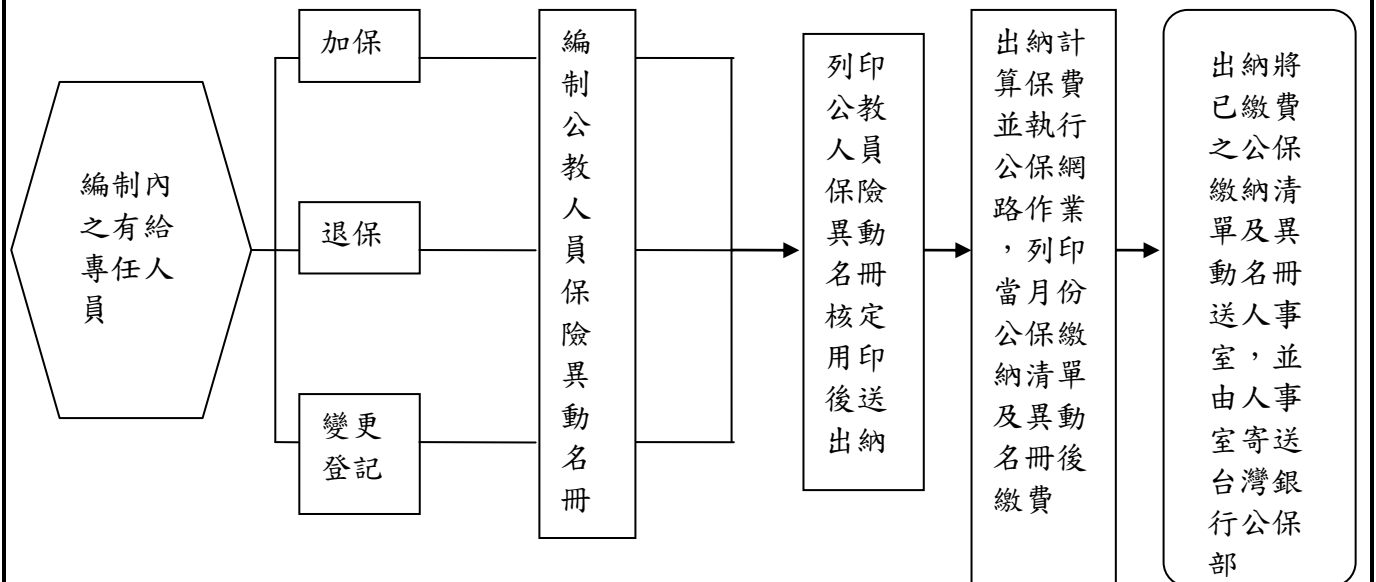 編制內
之有給
專任人
員
加保
退保
變更
登記
編
制
公
教
人
員
保
險
異
動
名
冊
列印
公教
人員
保險
異動
名冊
核定
用印
後送
出納
出納計
算保費
並執行
公保網
路作業
，列印
當月份
公保繳
納清單
及異動
名冊後
繳費
出納將
已繳費
之公保
繳納清
單及異
動名冊
送人事
室，並
由人事
室寄送
台灣銀
行公保
部